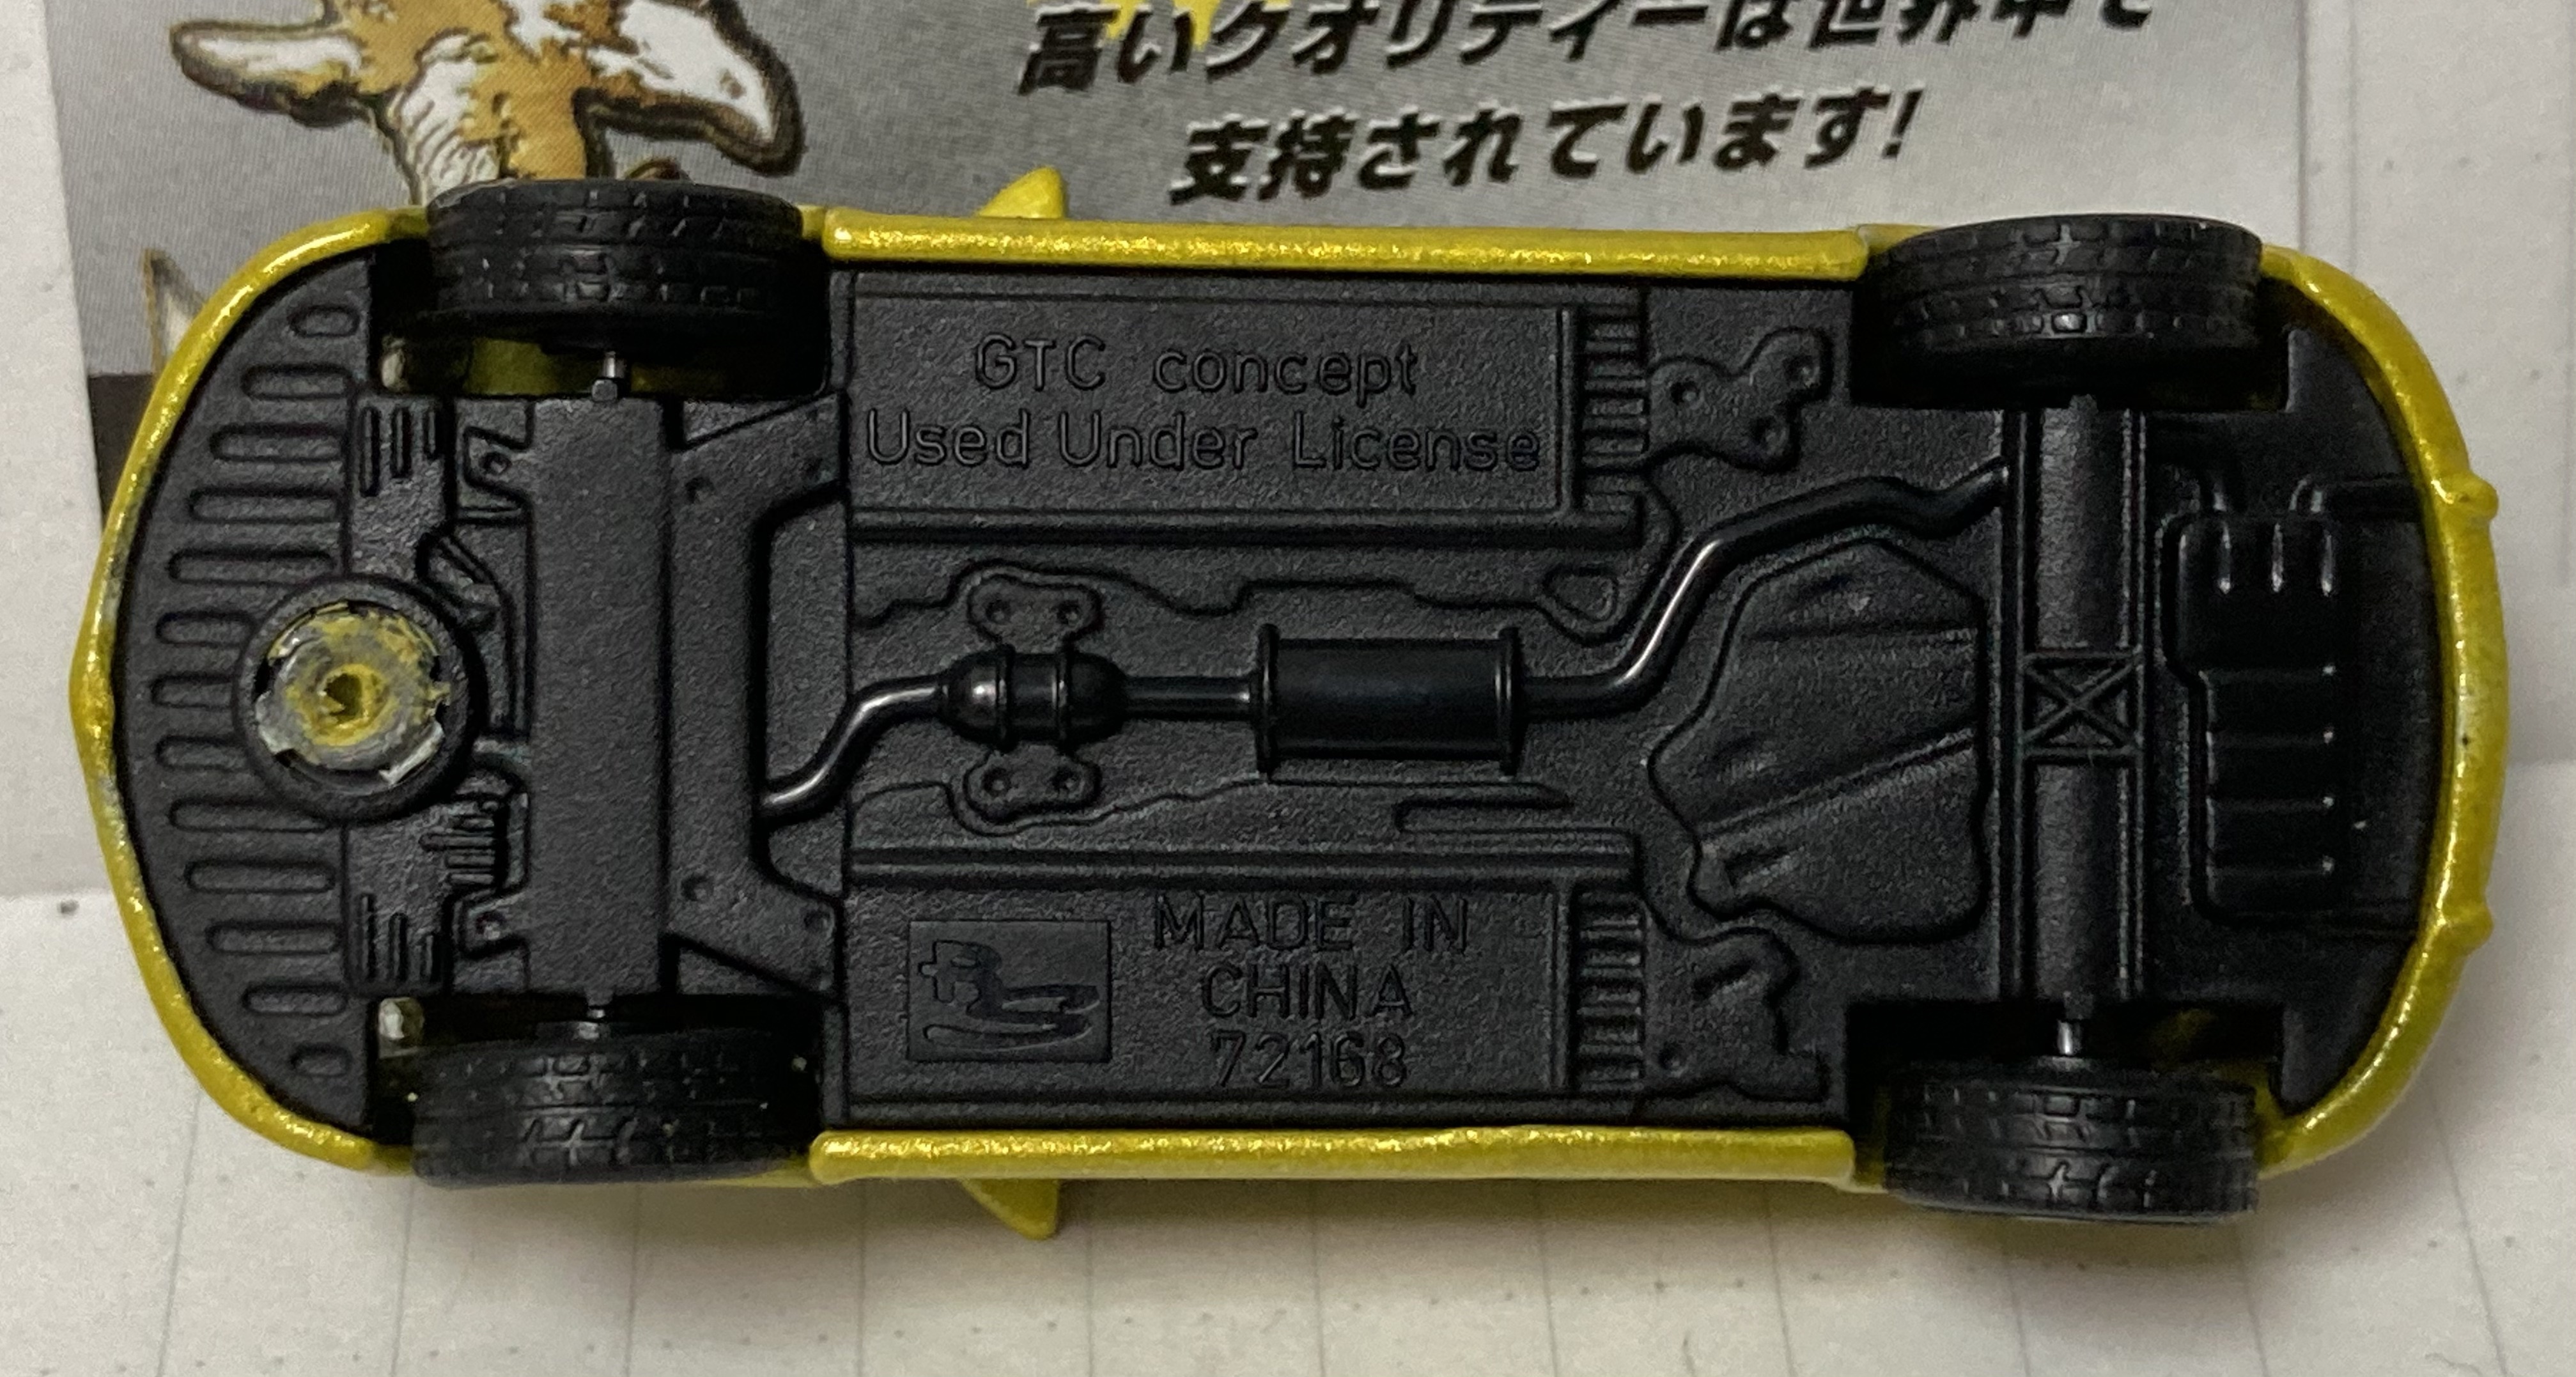 高いクオリティーは世界中で
支持されています!
GTC concept
Used Under License
MADE IN
CHINA
72168